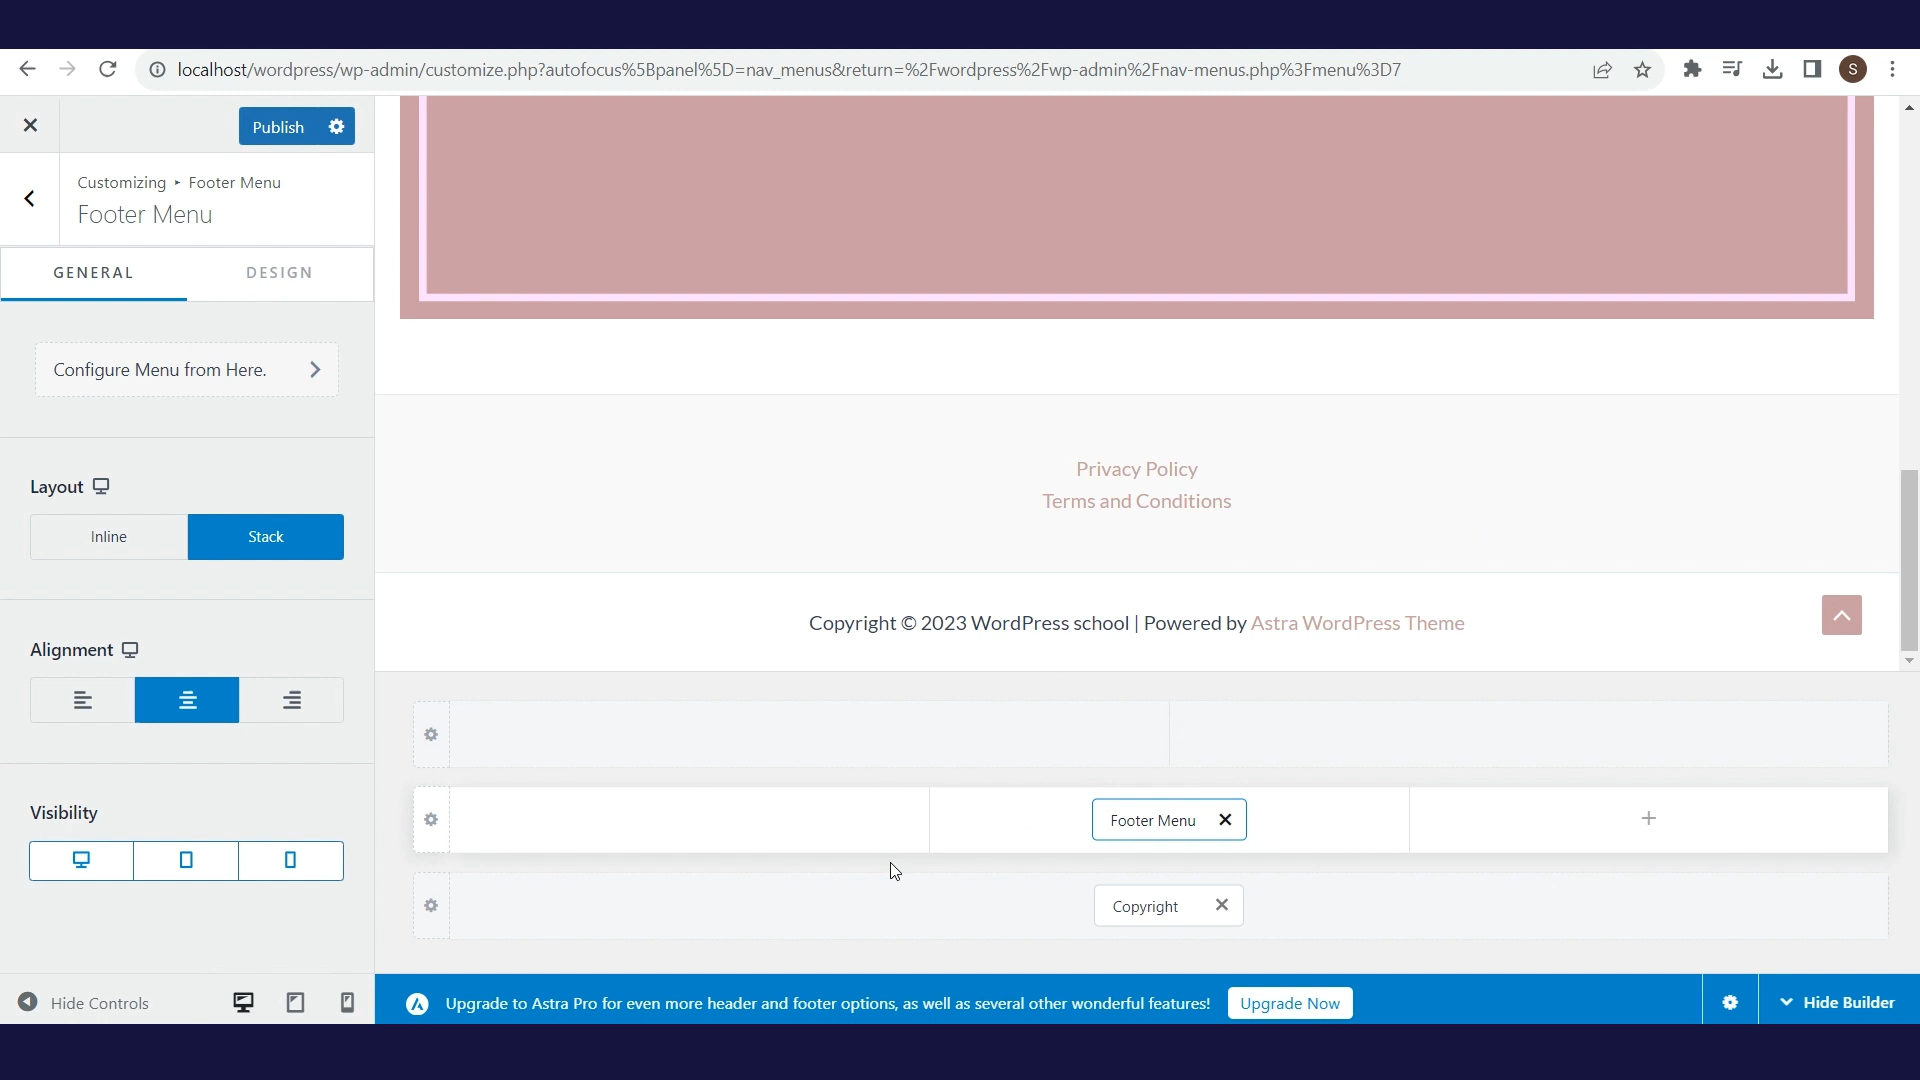 localhost/wordpress/wp-admin/customize.php?autofocus%5Bpanel%5D=nav_menus&return=%2Fwordpress%2Fwp-admin%2Fnav-menus.php%3Fmenu%3D7
S
Publish
Customizing ▸ Footer Menu
Footer Menu
GENERAL DESIGN
Configure Menu from Here.
Layout
Inline Stack
Alignment
Visibility
Hide Controls
Privacy Policy
Terms and Conditions
Copyright © 2023 WordPress school | Powered by Astra WordPress Theme
Footer Menu
Copyright
Upgrade to Astra Pro for even more header and footer options, as well as several other wonderful features! Upgrade Now
Hide Builder